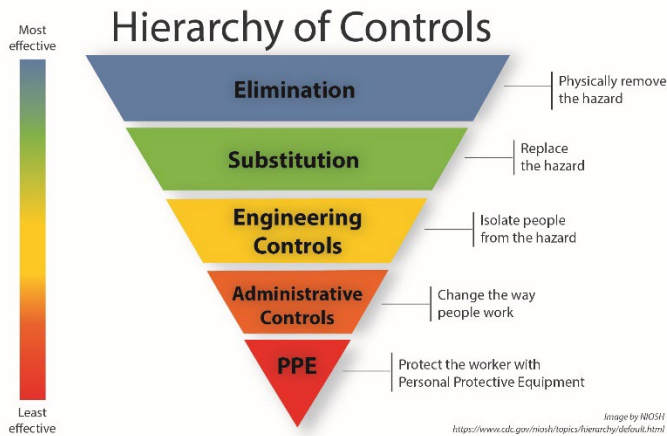 Hierarchy of Controls
Most
effective
Elimination
Physically remove
the hazard
Substitution
Replace
the hazard
Engineering
Controls
Isolate people
from the hazard
Administrative
Controls
Change the way
people work
PPE
Protect the worker with
Personal Protective Equipment
Least
effective
Image by NIOSH
https://www.cdc.gov/niosh/topics/hierarchy/default.html